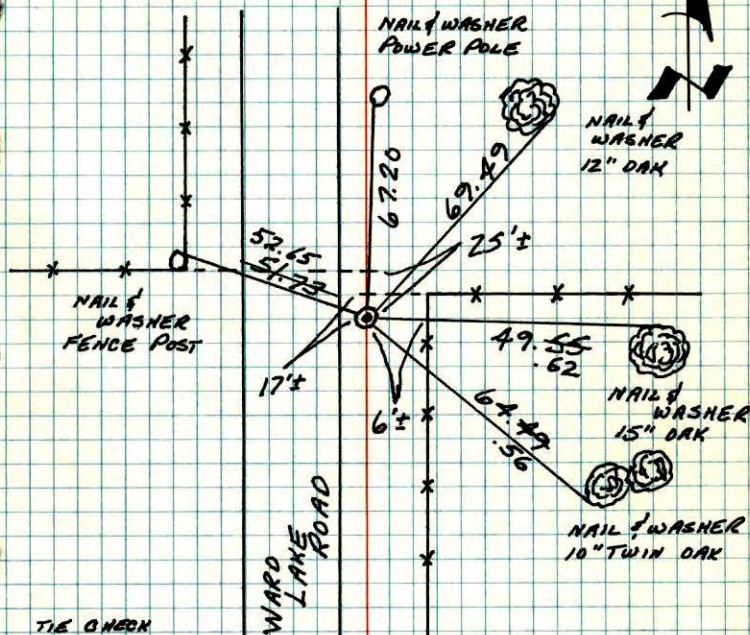 NAIL & WASHER
POWER POLE
NAIL &
WASHER
12" OAK
67.20
69.49
25'±
52.65
51.73
NAIL &
WASHER
FENCE POST
17'±
6'±
49.55
.62
NAIL &
WASHER
15" OAK
64.49
.56
NAIL & WASHER
10" TWIN OAK
WARD
LAKE
ROAD
TIE CHECK